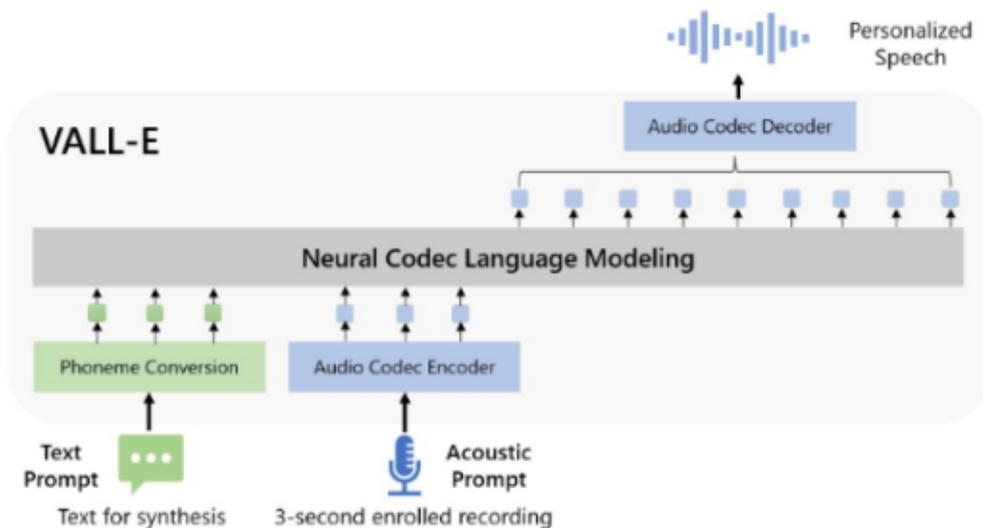 Personalized
Speech
Audio Codec Decoder
VALL-E
Neural Codec Language Modeling
Phoneme Conversion
Audio Codec Encoder
Text
Prompt
Acoustic
Prompt
Text for synthesis
3-second enrolled recording